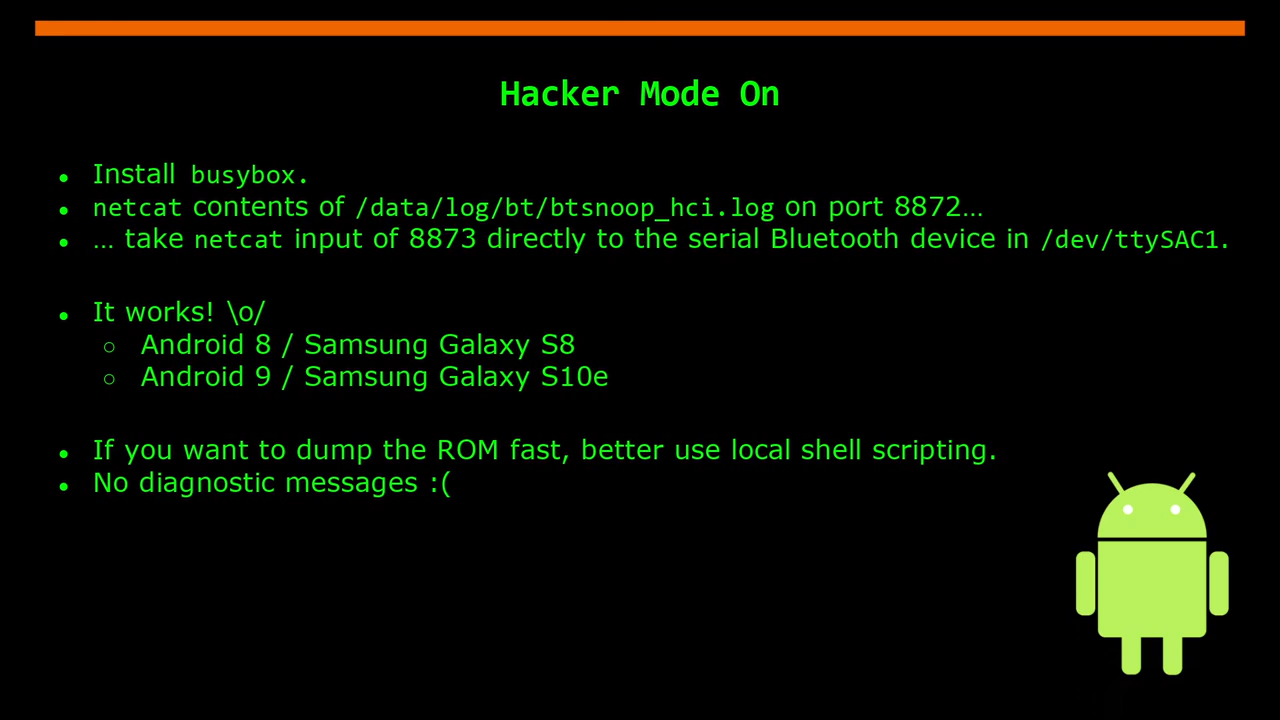 Hacker Mode On
● Install busybox.
● netcat contents of /data/log/bt/btsnoop_hci.log on port 8872…
● … take netcat input of 8873 directly to the serial Bluetooth device in /dev/ttySAC1.
● It works! \o/
○ Android 8 / Samsung Galaxy S8
○ Android 9 / Samsung Galaxy S10e
● If you want to dump the ROM fast, better use local shell scripting.
● No diagnostic messages :(